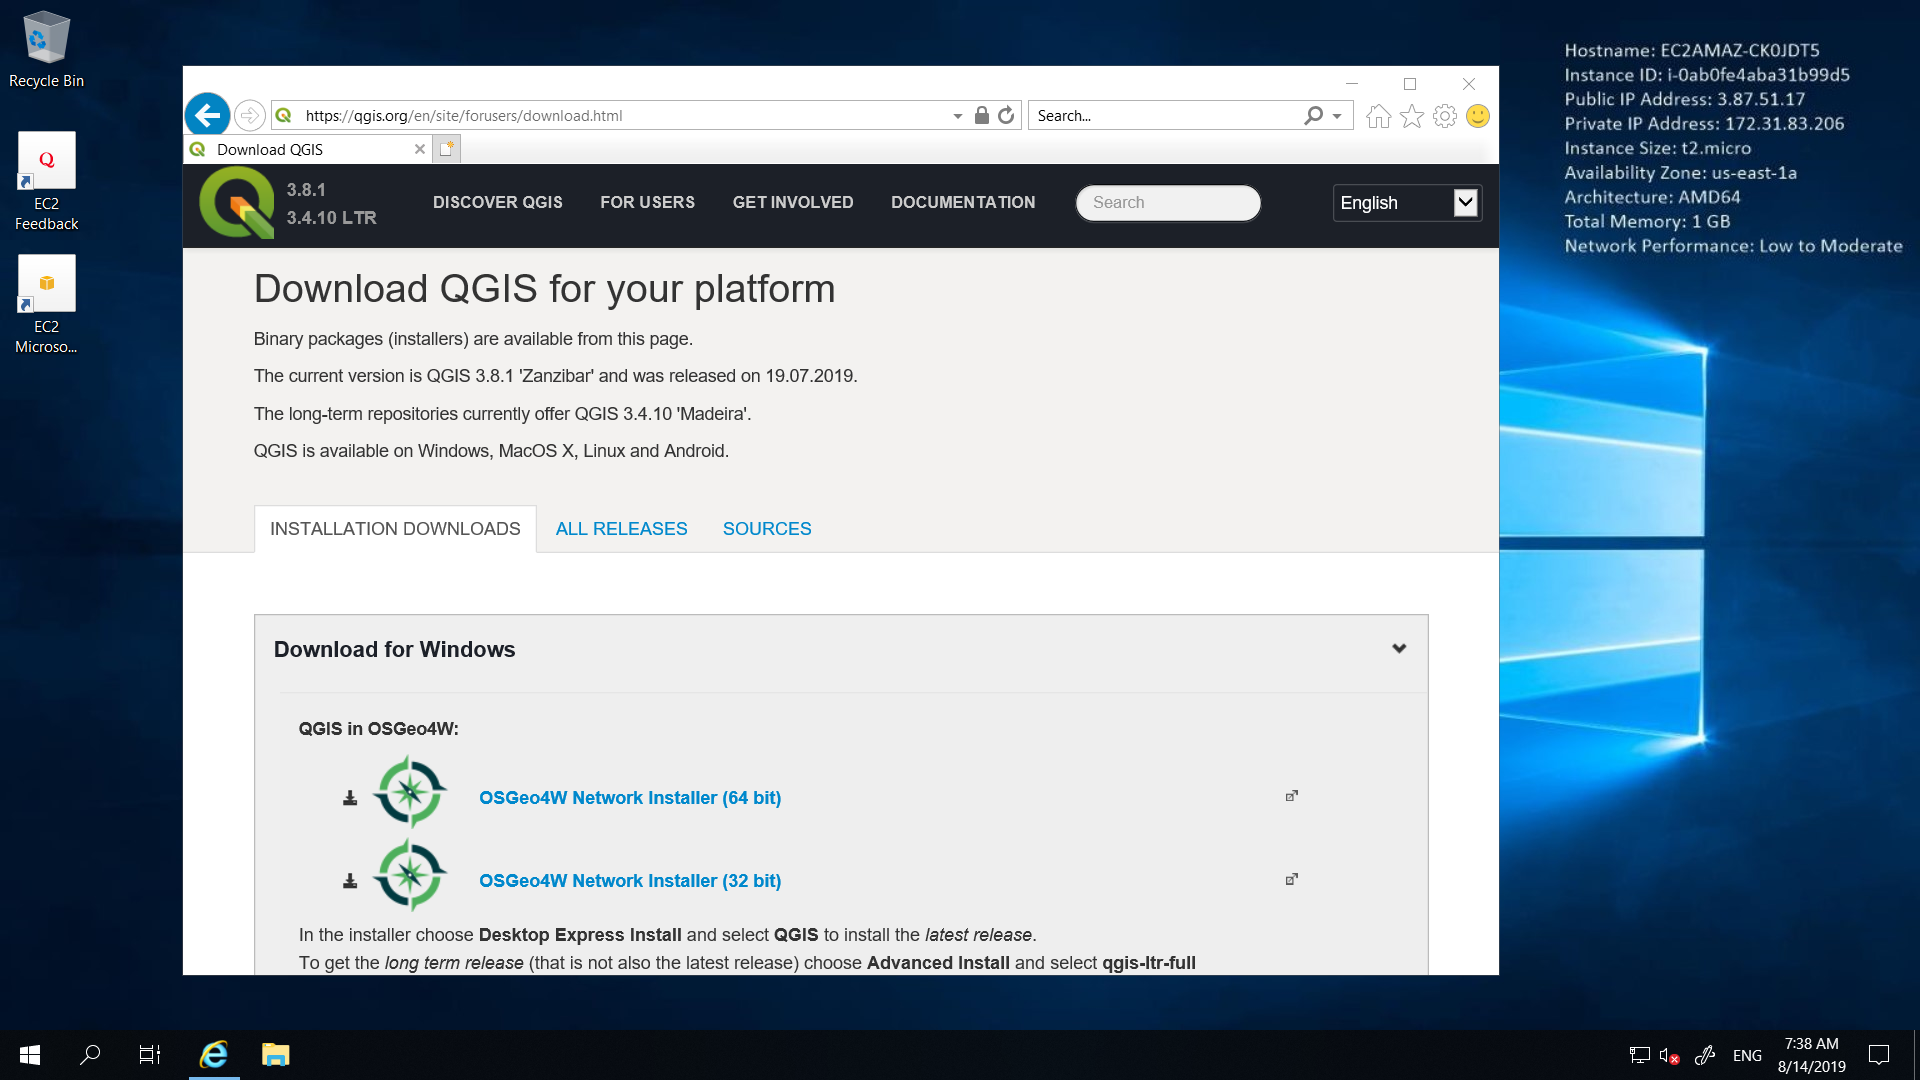 Recycle Bin
EC2
Feedback
EC2
Microso...
Hostname: EC2AMAZ-CK0JDT5
Instance ID: i-0ab0fe4aba31b99d5
Public IP Address: 3.87.51.17
Private IP Address: 172.31.83.206
Instance Size: t2.micro
Availability Zone: us-east-1a
Architecture: AMD64
Total Memory: 1 GB
Network Performance: Low to Moderate
https://qgis.org/en/site/forusers/download.html
Search...
Download QGIS
3.8.1
3.4.10 LTR
DISCOVER QGIS FOR USERS GET INVOLVED DOCUMENTATION Search English
Download QGIS for your platform
Binary packages (installers) are available from this page.
The current version is QGIS 3.8.1 'Zanzibar' and was released on 19.07.2019.
The long-term repositories currently offer QGIS 3.4.10 'Madeira'.
QGIS is available on Windows, MacOS X, Linux and Android.
INSTALLATION DOWNLOADS ALL RELEASES SOURCES
Download for Windows
QGIS in OSGeo4W:
OSGeo4W Network Installer (64 bit)
OSGeo4W Network Installer (32 bit)
In the installer choose Desktop Express Install and select QGIS to install the latest release.
To get the long term release (that is not also the latest release) choose Advanced Install and select qgis-ltr-full
ENG
7:38 AM
8/14/2019